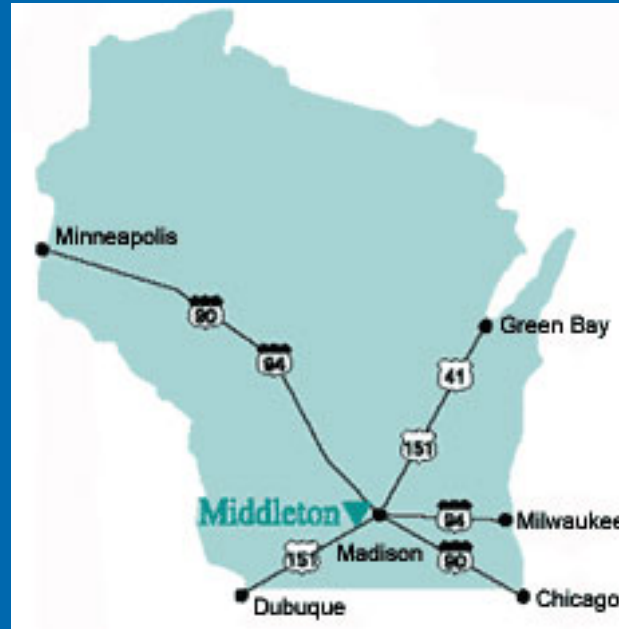 Minneapolis
90
Green Bay
94
41
151
Middleton
94
Milwaukee
151
Madison
90
Dubuque
Chicago